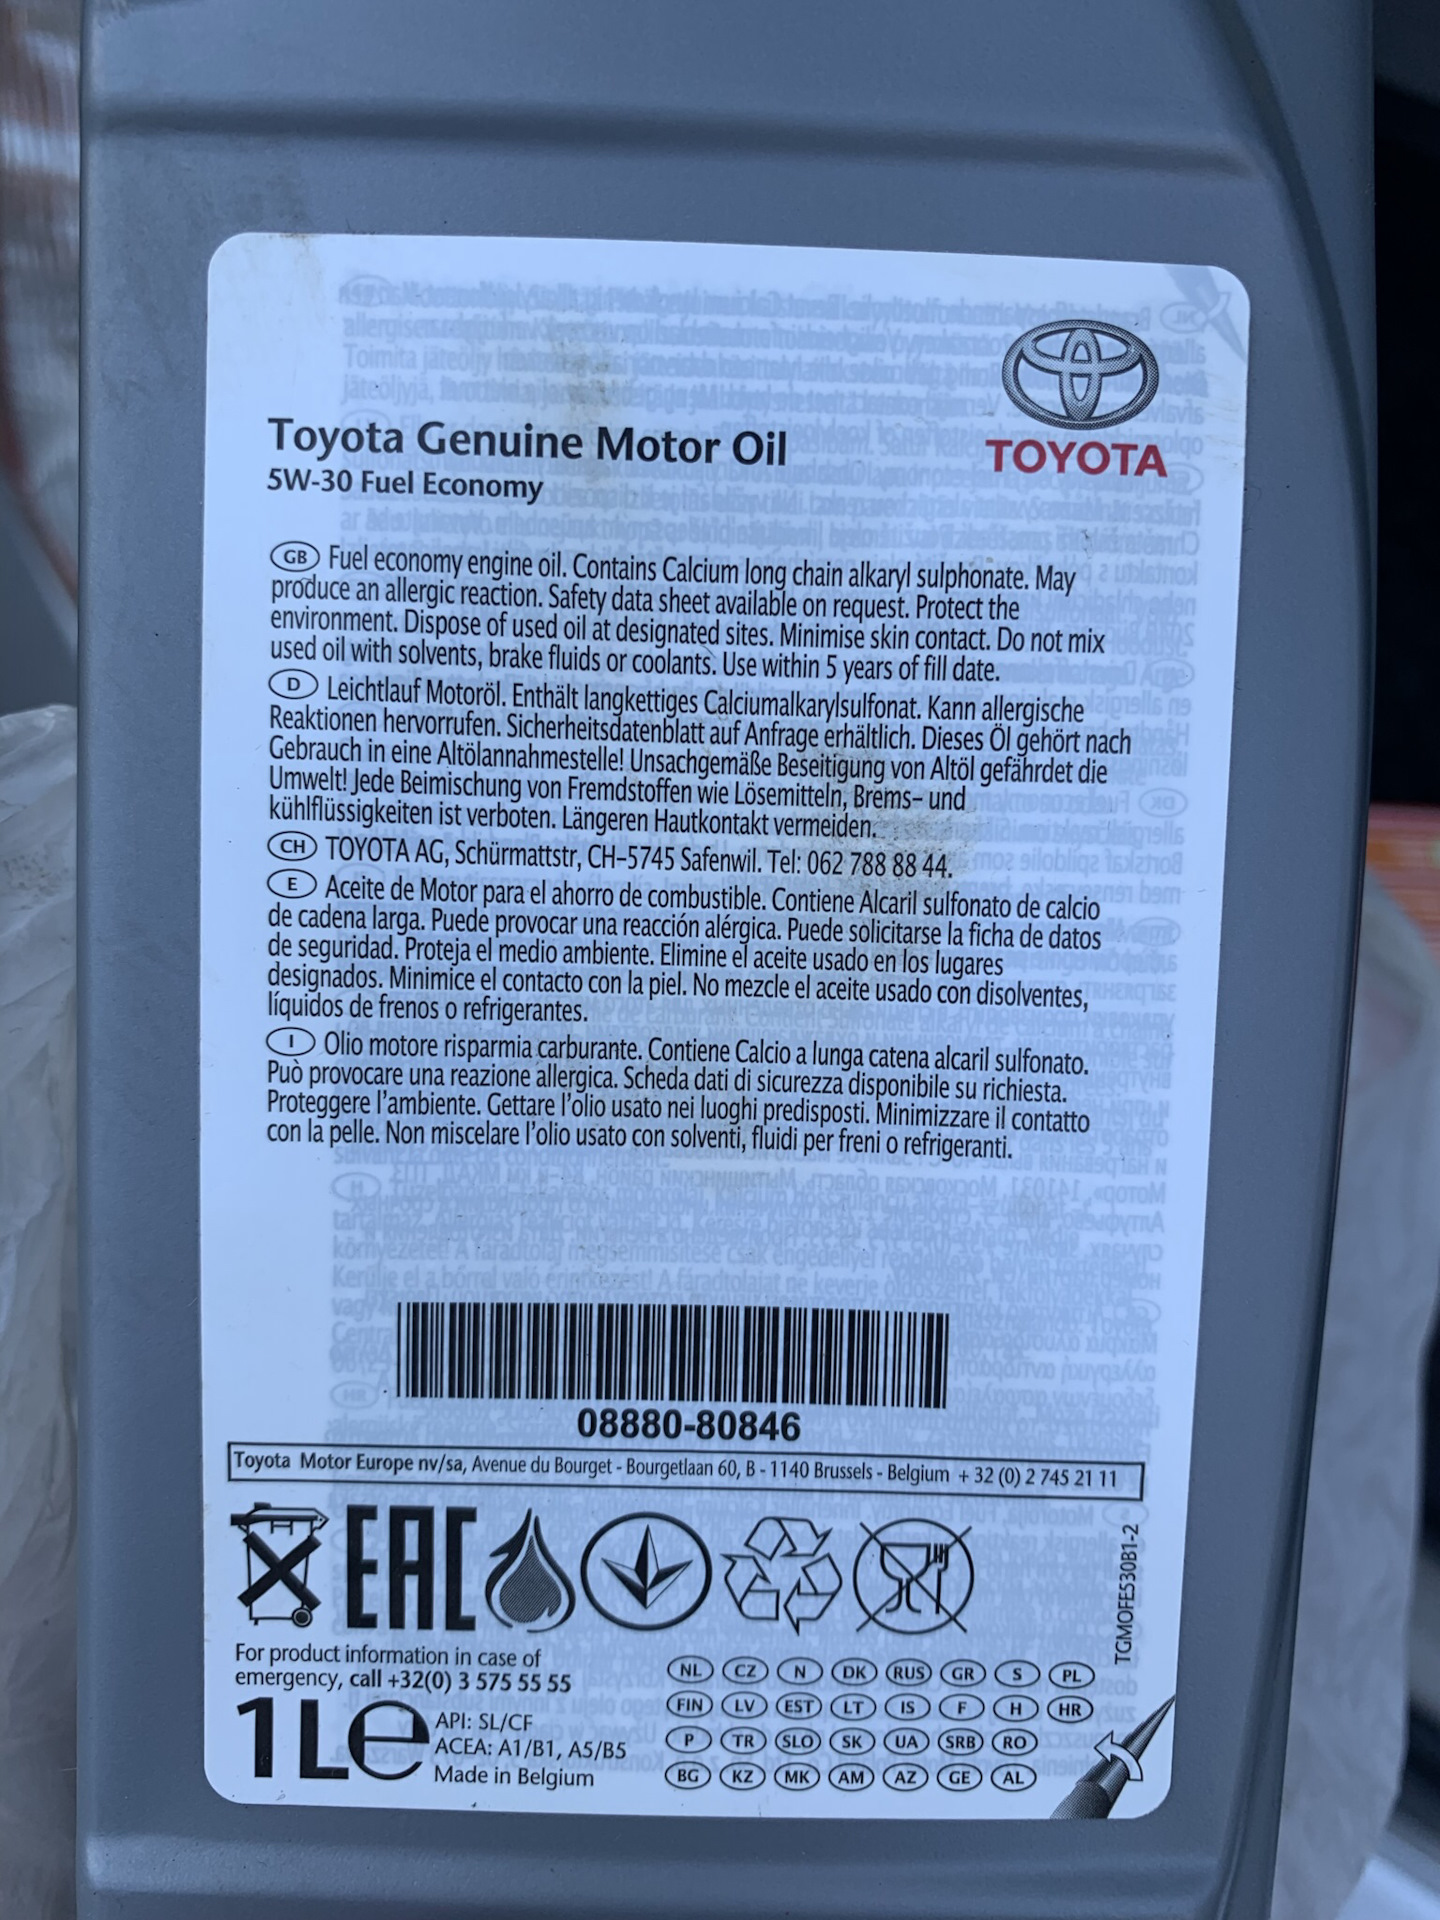 TOYOTA
Toyota Genuine Motor Oil
5W-30 Fuel Economy
GB Fuel economy engine oil. Contains Calcium long chain alkaryl sulphonate. May
produce an allergic reaction. Safety data sheet available on request. Protect the
environment. Dispose of used oil at designated sites. Minimise skin contact. Do not mix
used oil with solvents, brake fluids or coolants. Use within 5 years of fill date.
D Leichtlauf Motoröl. Enthält langkettiges Calciumalkarylsulfonat. Kann allergische
Reaktionen hervorrufen. Sicherheitsdatenblatt auf Anfrage erhältlich. Dieses Öl gehört nach
Gebrauch in eine Altölannahmestelle! Unsachgemäße Beseitigung von Altöl gefährdet die
Umwelt! Jede Beimischung von Fremdstoffen wie Lösemitteln, Brems- und
kühlflüssigkeiten ist verboten. Längeren Hautkontakt vermeiden.
CH TOYOTA AG, Schürmattstr, CH-5745 Safenwil. Tel: 062 788 88 44.
E Aceite de Motor para el ahorro de combustible. Contiene Alcaril sulfonato de calcio
de cadena larga. Puede provocar una reacción alérgica. Puede solicitarse la ficha de datos
de seguridad. Proteja el medio ambiente. Elimine el aceite usado en los lugares
designados. Minimice el contacto con la piel. No mezcle el aceite usado con disolventes,
líquidos de frenos o refrigerantes.
I Olio motore risparmia carburante. Contiene Calcio a lunga catena alcaril sulfonato.
Può provocare una reazione allergica. Scheda dati di sicurezza disponibile su richiesta.
Proteggere l'ambiente. Gettare l'olio usato nei luoghi predisposti. Minimizzare il contatto
con la pelle. Non miscelare l'olio usato con solventi, fluidi per freni o refrigeranti.
08880-80846
Toyota Motor Europe nv/sa, Avenue du Bourget - Bourgetlaan 60, B - 1140 Brussels - Belgium + 32 (0) 2 745 21 11
EAC
TGMOFE530B1-2
For product information in case of
emergency, call +32(0) 3 575 55 55
1L e
API: SL/CF
ACEA: A1/B1, A5/B5
Made in Belgium
NL CZ N DK RUS GR S PL
FIN LV EST LT IS F H HR
P TR SLO SK UA SRB RO
BG KZ MK AM AZ GE AL